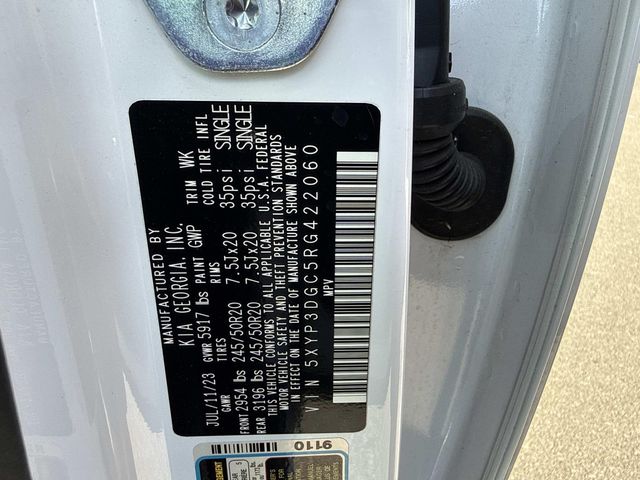 MANUFACTURED BY
KIA GEORGIA, INC.
TRIM WK
PAINT GWP
JUL/11/23 GVWR 5917 lbs
GAWR TIRES RIMS COLD TIRE INFL
FRONT 2954 lbs 245/50R20 7.5Jx20 35psi SINGLE
REAR 3196 lbs 245/50R20 7.5Jx20 35psi SINGLE
THIS VEHICLE CONFORMS TO ALL APPLICABLE U.S.A. FEDERAL
MOTOR VEHICLE SAFETY AND THEFT PREVENTION STANDARDS
IN EFFECT ON THE DATE OF MANUFACTURE SHOWN ABOVE
VIN 5XYP3DGC5RG422060
MPV
9110